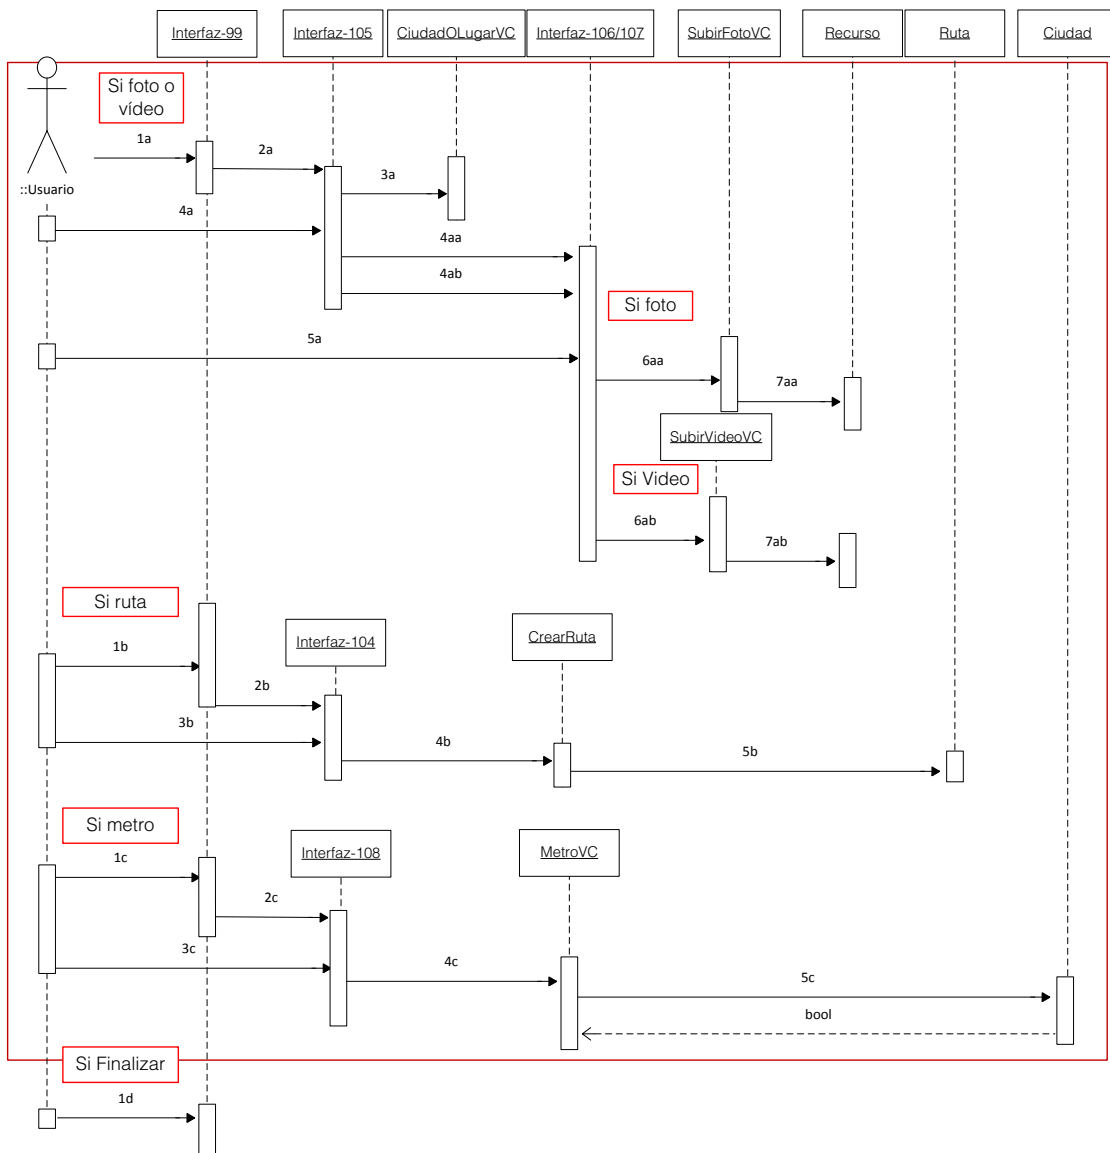 Interfaz-99
Interfaz-105
CiudadOLugarVC
Interfaz-106/107
SubirFotoVC
Recurso
Ruta
Ciudad
Si foto o
vídeo
1a
2a
3a
::Usuario
4a
4aa
4ab
Si foto
5a
6aa
7aa
SubirVideoVC
Si Video
6ab
7ab
Si ruta
Interfaz-104
CrearRuta
1b
2b
3b
4b
5b
Si metro
Interfaz-108
MetroVC
1c
2c
3c
4c
5c
bool
Si Finalizar
1d